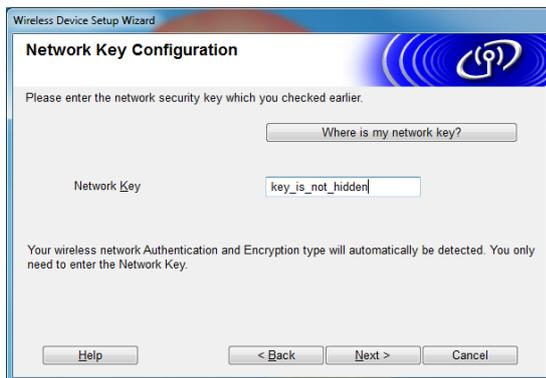 Wireless Device Setup Wizard
Network Key Configuration
Please enter the network security key which you checked earlier.
Where is my network key?
Network Key
key_is_not_hidden
Your wireless network Authentication and Encryption type will automatically be detected. You only
need to enter the Network Key.
Help
< Back
Next >
Cancel